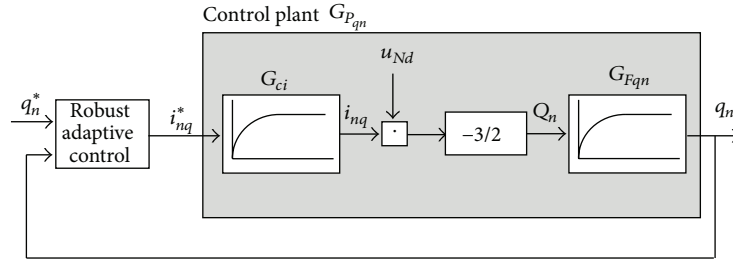 Control plant G_{P_{qn}}
u_{Nd}
G_{ci}
G_{Fqn}
q_n^*
Robust
adaptive
control
i_{nq}^*
i_{nq}
·
−3/2
Q_n
q_n